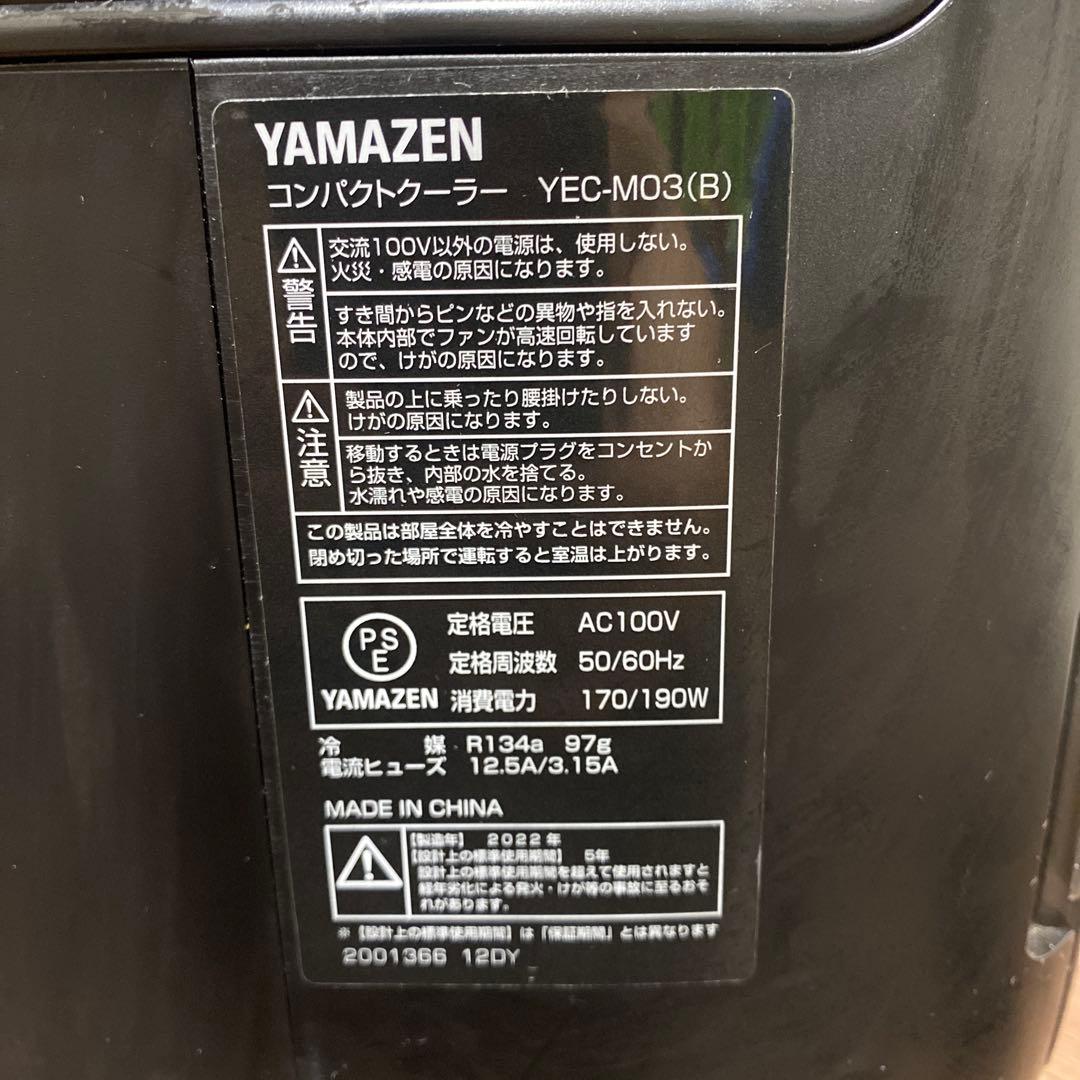 YAMAZEN
コンパクトクーラー YEC-M03(B)
警告
交流100V以外の電源は、使用しない。
火災・感電の原因になります。
すき間からピンなどの異物や指を入れない。
本体内部でファンが高速回転しています
ので、けがの原因になります。
注意
製品の上に乗ったり腰掛けたりしない。
けがの原因になります。
移動するときは電源プラグをコンセントか
ら抜き、内部の水を捨てる。
水濡れや感電の原因になります。
この製品は部屋全体を冷やすことはできません。
閉め切った場所で運転すると室温は上がります。
PSE
YAMAZEN
定格電圧 AC100V
定格周波数 50/60Hz
消費電力 170/190W
冷媒 R134a 97g
電流ヒューズ 12.5A/3.15A
MADE IN CHINA
【製造年】 2022年
【設計上の標準使用期間】 5年
設計上の標準使用期間を超えて使用されますと
経年劣化による発火・けが等の事故に至るおそ
れがあります。
※【設計上の標準使用期間】は「保証期間」とは異なります
2001366 12DY